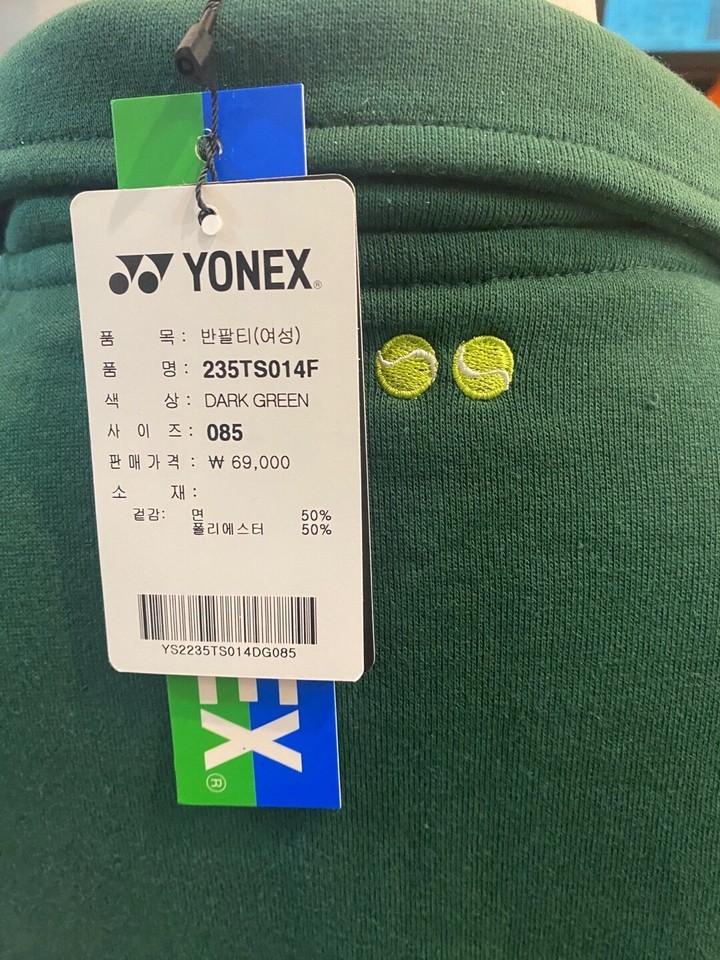 YONEX®
품 목: 반팔티(여성)
품 명: 235TS014F
색 상: DARK GREEN
사 이 즈: 085
판 매 가 격: ₩ 69,000
소 재:
겉감: 면 50%
폴리에스터 50%
YS2235TS014DG085
EX®